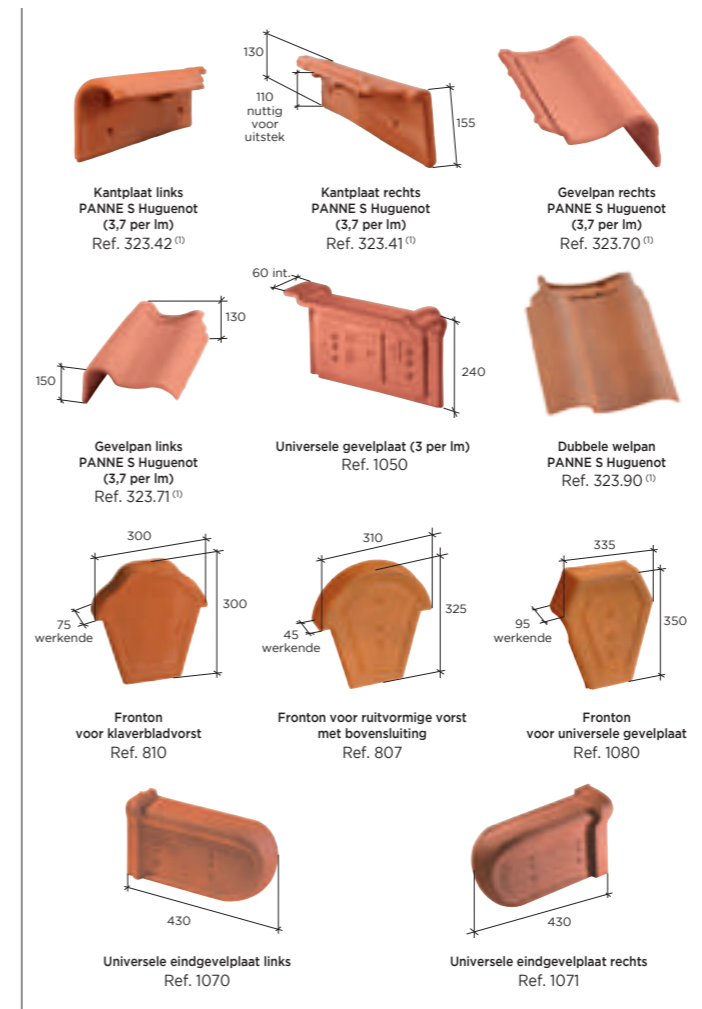 130
110
nuttig
voor
uitstek
155
Kantplaat links
PANNE S Huguenot
(3,7 per lm)
Ref. 323.42 (1)
Kantplaat rechts
PANNE S Huguenot
(3,7 per lm)
Ref. 323.41 (1)
Gevelpan rechts
PANNE S Huguenot
(3,7 per lm)
Ref. 323.70 (1)
130
150
60 int.
240
Gevelpan links
PANNE S Huguenot
(3,7 per lm)
Ref. 323.71 (1)
Universele gevelplaat (3 per lm)
Ref. 1050
Dubbele welpan
PANNE S Huguenot
Ref. 323.90 (1)
300
300
75
werkende
310
325
45
werkende
335
350
95
werkende
Fronton
voor klaverbladvorst
Ref. 810
Fronton voor ruitvormige vorst
met bovensluiting
Ref. 807
Fronton
voor universele gevelplaat
Ref. 1080
430
430
Universele eindgevelplaat links
Ref. 1070
Universele eindgevelplaat rechts
Ref. 1071